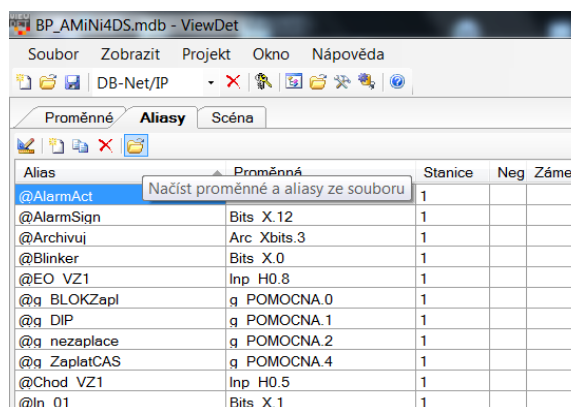 BP_AMiNi4DS.mdb - ViewDet
Soubor Zobrazit Projekt Okno Nápověda
DB-Net/IP
Proměnné Aliasy Scéna
Alias Proměnná Stanice Neg Záme
Načíst proměnné a aliasy ze souboru
@AlarmAct 1
@AlarmSign Bits X.12 1
@Archivuj Arc Xbits.3 1
@Blinker Bits X.0 1
@EO VZ1 Inp H0.8 1
@g BLOKZapl g POMOCNA.0 1
@g DIP g POMOCNA.1 1
@g nezaplace g POMOCNA.2 1
@g ZaplatCAS g POMOCNA.4 1
@Chod VZ1 Inp H0.5 1
@In 01 Bits X.1 1